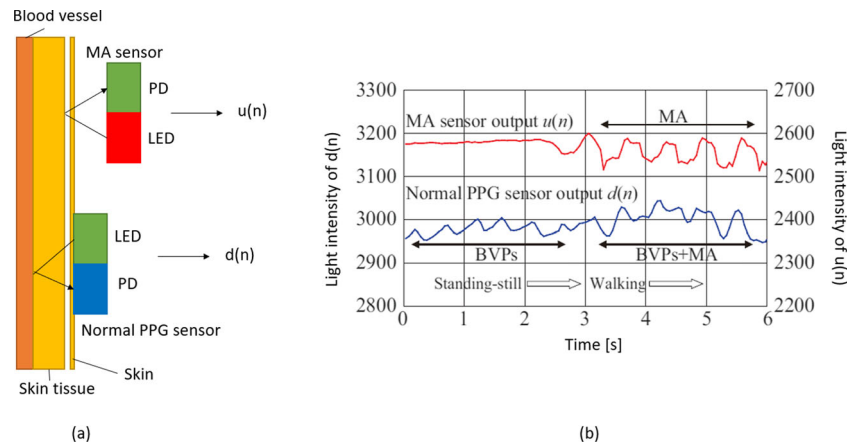 Blood vessel
MA sensor
PD
LED
u(n)
LED
PD
d(n)
Normal PPG sensor
Skin
Skin tissue
(a)
3300
3200
3100
3000
2900
2800
Light intensity of d(n)
2700
2600
2500
2400
2300
2200
Light intensity
of u(n)
MA sensor output u(n)
MA
Normal PPG sensor output d(n)
BVPs
BVPs+MA
Standing-still
Walking
0
1
2
3
4
5
6
Time [s]
(b)